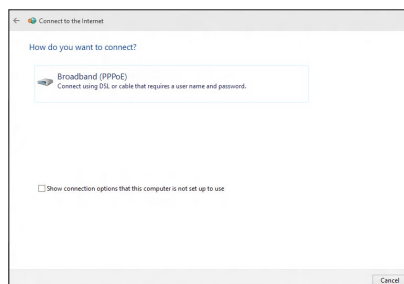 Connect to the Internet
How do you want to connect?
Broadband (PPPoE)
Connect using DSL or cable that requires a user name and password.
Show connection options that this computer is not set up to use
Cancel